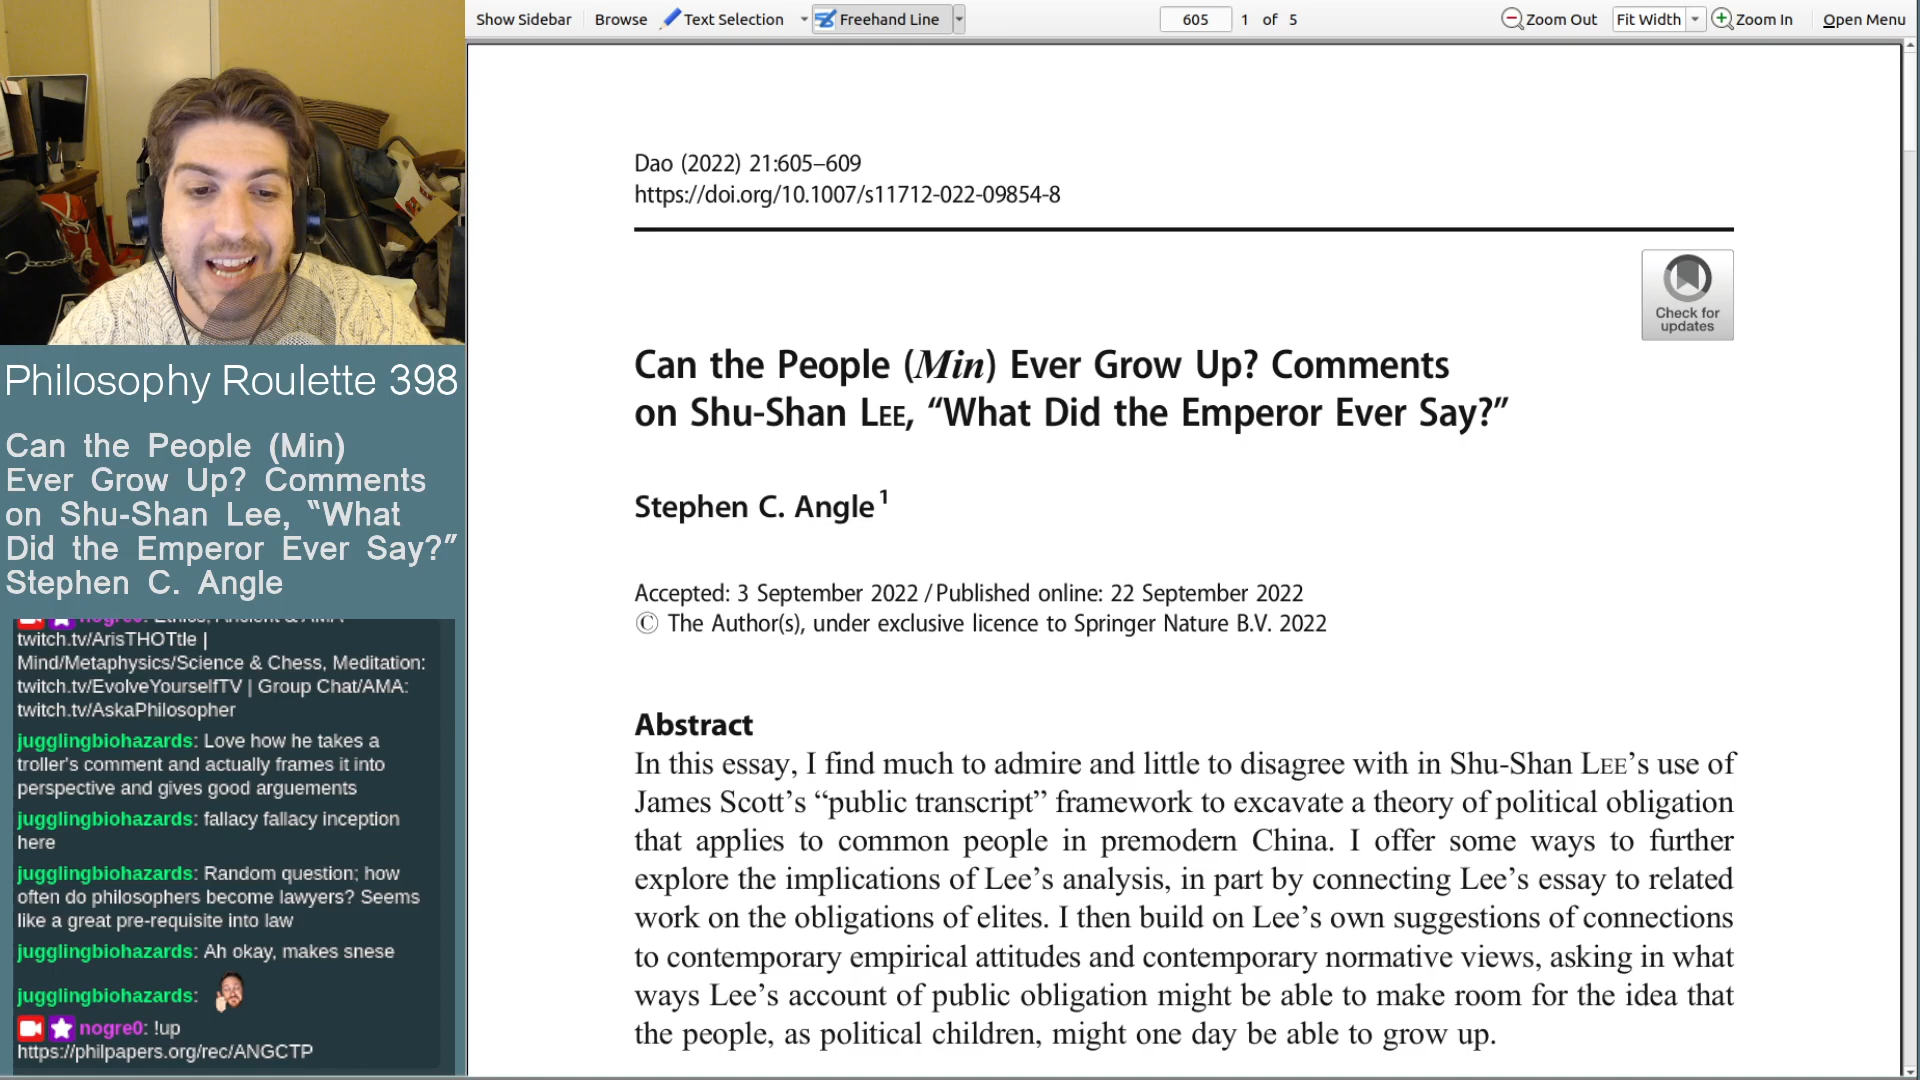 Show Sidebar Browse Text Selection Freehand Line 605 1 of 5 Zoom Out Fit Width Zoom In Open Menu
Philosophy Roulette 398
Can the People (Min)
Ever Grow Up? Comments
on Shu-Shan Lee, "What
Did the Emperor Ever Say?"
Stephen C. Angle
nogre0: Ethics, Ancient & AMA
twitch.tv/ArisTHOTtle |
Mind/Metaphysics/Science & Chess, Meditation:
twitch.tv/EvolveYourselfTV | Group Chat/AMA:
twitch.tv/AskaPhilosopher
jugglingbiohazards: Love how he takes a
troller's comment and actually frames it into
perspective and gives good arguements
jugglingbiohazards: fallacy fallacy inception
here
jugglingbiohazards: Random question; how
often do philosophers become lawyers? Seems
like a great pre-requisite into law
jugglingbiohazards: Ah okay, makes snese
jugglingbiohazards:
nogre0: !up
https://philpapers.org/rec/ANGCTP
Dao (2022) 21:605–609
https://doi.org/10.1007/s11712-022-09854-8
Check for
updates
Can the People (Min) Ever Grow Up? Comments
on Shu-Shan LEE, “What Did the Emperor Ever Say?”
Stephen C. Angle1
Accepted: 3 September 2022 / Published online: 22 September 2022
© The Author(s), under exclusive licence to Springer Nature B.V. 2022
Abstract
In this essay, I find much to admire and little to disagree with in Shu-Shan LEE’s use of
James Scott’s “public transcript” framework to excavate a theory of political obligation
that applies to common people in premodern China. I offer some ways to further
explore the implications of Lee’s analysis, in part by connecting Lee’s essay to related
work on the obligations of elites. I then build on Lee’s own suggestions of connections
to contemporary empirical attitudes and contemporary normative views, asking in what
ways Lee’s account of public obligation might be able to make room for the idea that
the people, as political children, might one day be able to grow up.